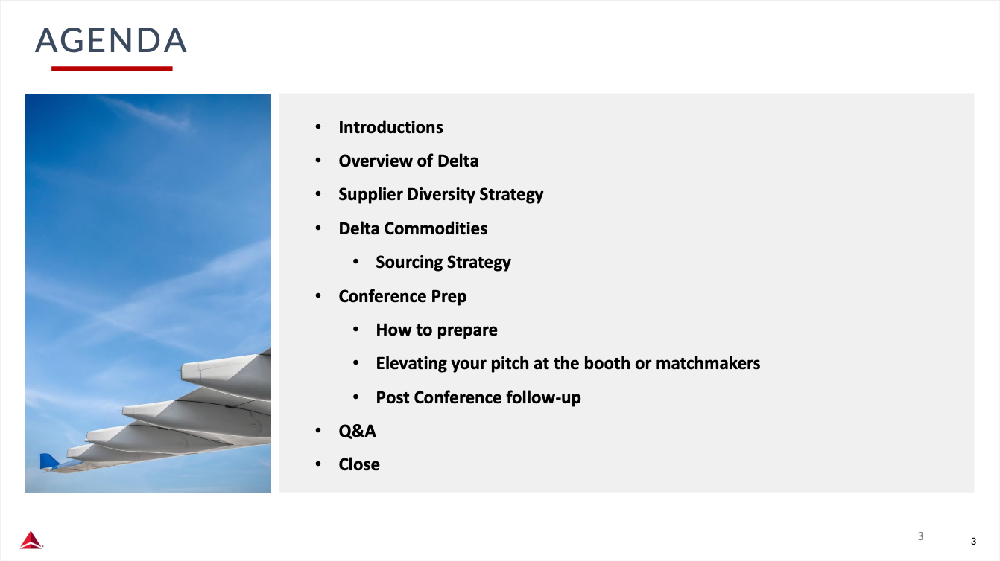 AGENDA
• Introductions
• Overview of Delta
• Supplier Diversity Strategy
• Delta Commodities
• Sourcing Strategy
• Conference Prep
• How to prepare
• Elevating your pitch at the booth or matchmakers
• Post Conference follow-up
• Q&A
• Close
3
3